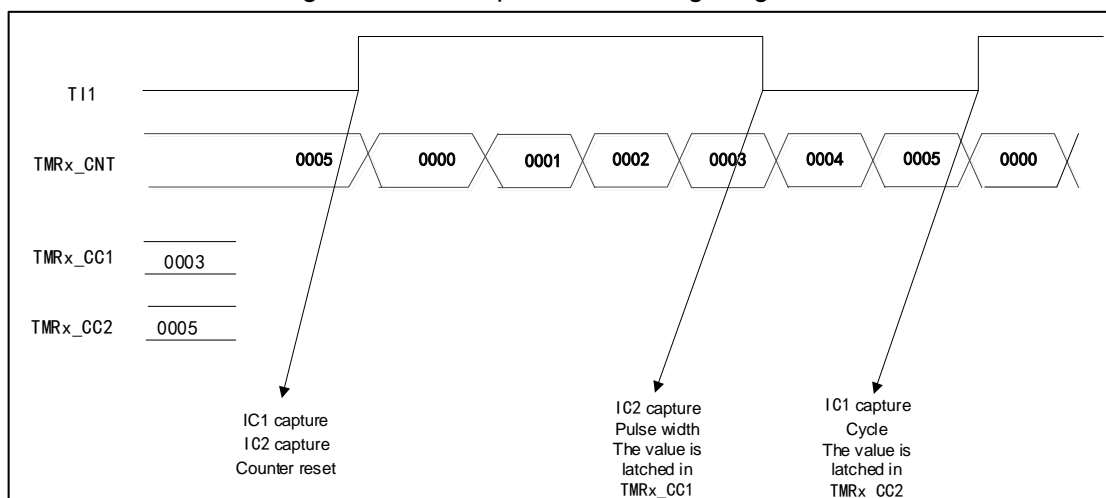 TI1
TMRx_CNT
0005 0000 0001 0002 0003 0004 0005 0000
TMRx_CC1
0003
TMRx_CC2
0005
IC1 capture
IC2 capture
Counter reset
IC2 capture
Pulse width
The value is
latched in
TMRx_CC1
IC1 capture
Cycle
The value is
latched in
TMRx CC2